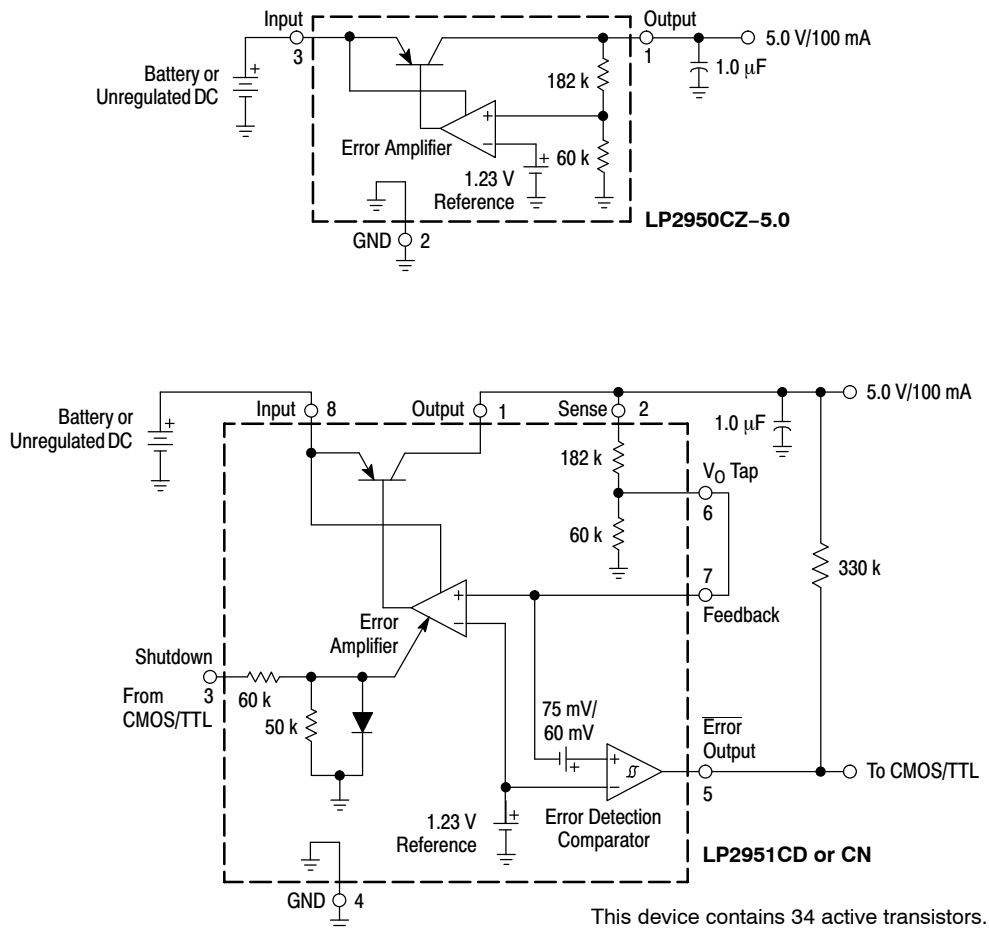 Input
3
Output
1
5.0 V/100 mA
1.0 μF
Battery or
Unregulated DC
+
182 k
+
−
Error Amplifier
60 k
+
1.23 V
Reference
GND 2
LP2950CZ−5.0
5.0 V/100 mA
Input 8
Output 1
Sense 2
Battery or
Unregulated DC
+
1.0 μF
182 k
VO Tap
6
60 k
330 k
7
Feedback
+
−
Error
Amplifier
Shutdown
3
From
CMOS/TTL
60 k
50 k
75 mV/
60 mV
+
+
−
Error
Output
5
To CMOS/TTL
1.23 V
Reference
+
Error Detection
Comparator
LP2951CD or CN
GND 4
This device contains 34 active transistors.